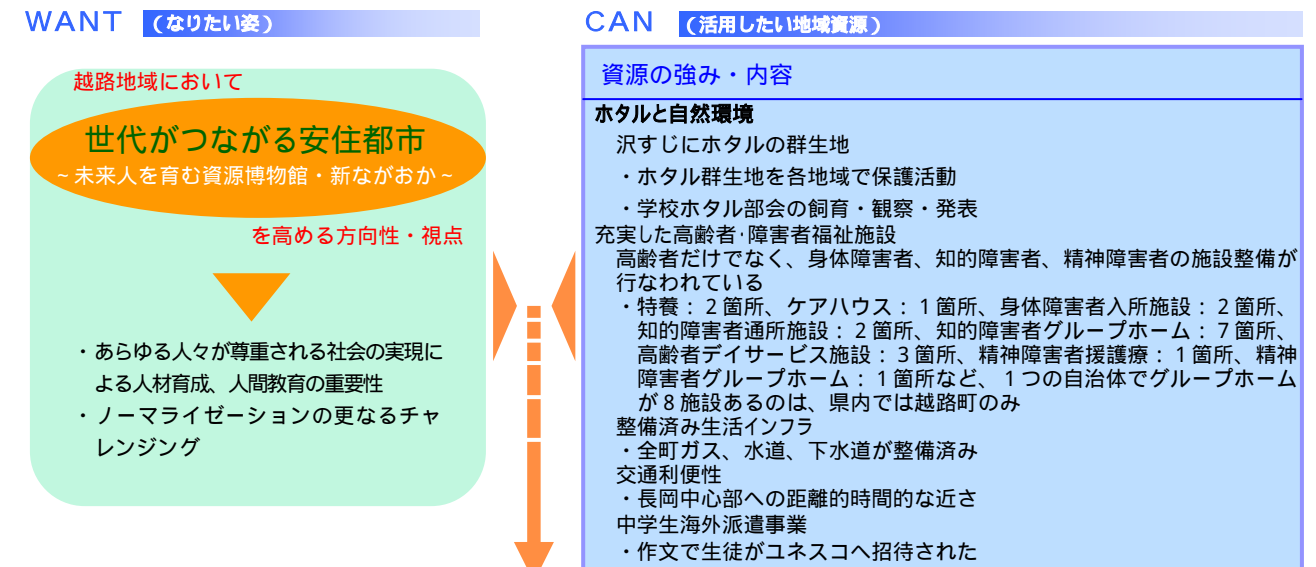 WANT （なりたい姿）
越路地域において
世代がつながる安住都市
～未来人を育む資源博物館・新ながおか～
を高める方向性・視点
・あらゆる人々が尊重される社会の実現に
よる人材育成、人間教育の重要性
・ノーマライゼーションの更なるチャ
レンジング
CAN （活用したい地域資源）
資源の強み・内容
ホタルと自然環境
沢すじにホタルの群生地
・ホタル群生地を各地域で保護活動
・学校ホタル部会の飼育・観察・発表
充実した高齢者・障害者福祉施設
高齢者だけでなく、身体障害者、知的障害者、精神障害者の施設整備が
行なわれている
・特養：２箇所、ケアハウス：１箇所、身体障害者入所施設：２箇所、
知的障害者通所施設：２箇所、知的障害者グループホーム：７箇所、
高齢者デイサービス施設：３箇所、精神障害者援護療：１箇所、精神
障害者グループホーム：１箇所など、１つの自治体でグループホーム
が８施設あるのは、県内では越路町のみ
整備済み生活インフラ
・全町ガス、水道、下水道が整備済み
交通利便性
・長岡中心部への距離的時間的な近さ
中学生海外派遣事業
・作文で生徒がユネスコへ招待された